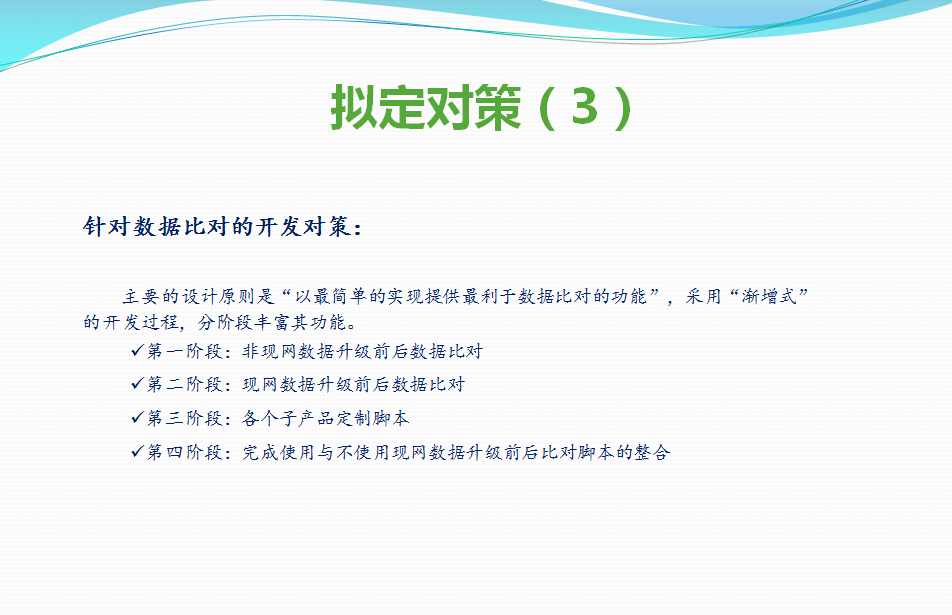 拟定对策（3）
针对数据比对的开发对策：
主要的设计原则是“以最简单的实现提供最利于数据比对的功能”，采用“渐增式”
的开发过程，分阶段丰富其功能。
✓第一阶段：非现网数据升级前后数据比对
✓第二阶段：现网数据升级前后数据比对
✓第三阶段：各个子产品定制脚本
✓第四阶段：完成使用与不使用现网数据升级前后比对脚本的整合